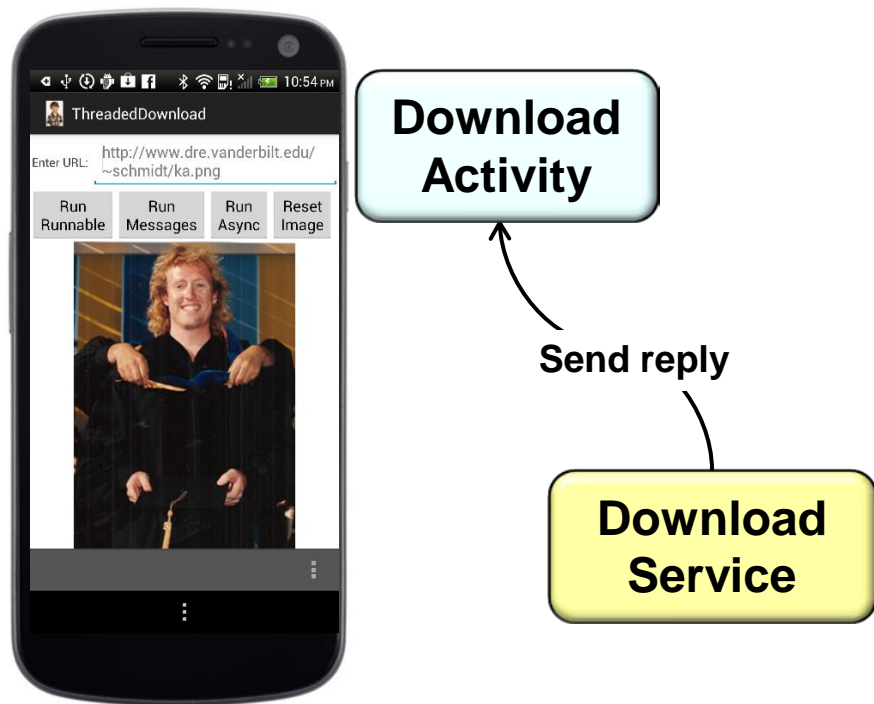 10:54 PM
ThreadedDownload
Enter URL:
http://www.dre.vanderbilt.edu/
~schmidt/ka.png
Run
Runnable
Run
Messages
Run
Async
Reset
Image
Download
Activity
Send reply
Download
Service